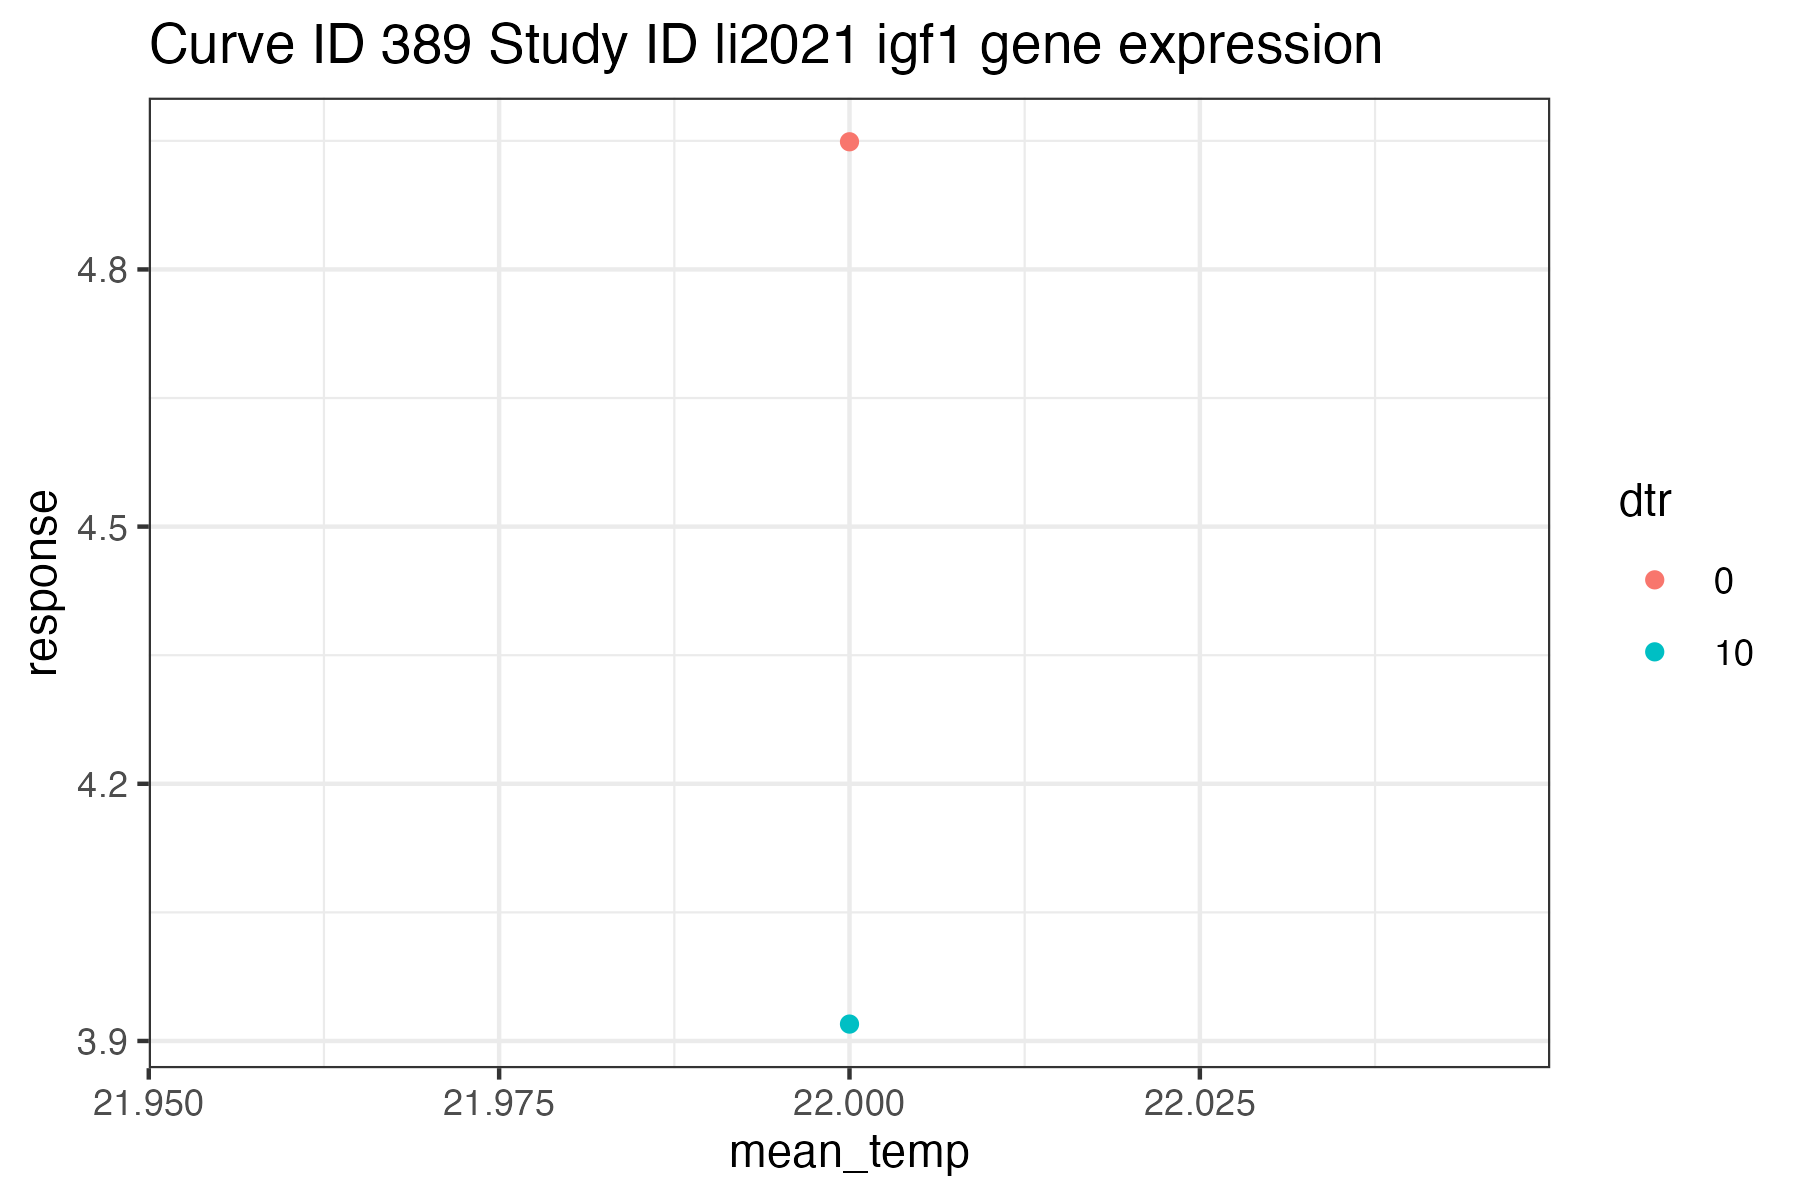 Curve ID 389 Study ID li2021 igf1 gene expression
4.8
4.5
4.2
3.9
response
21.950 21.975 22.000 22.025
mean_temp
dtr
0
10